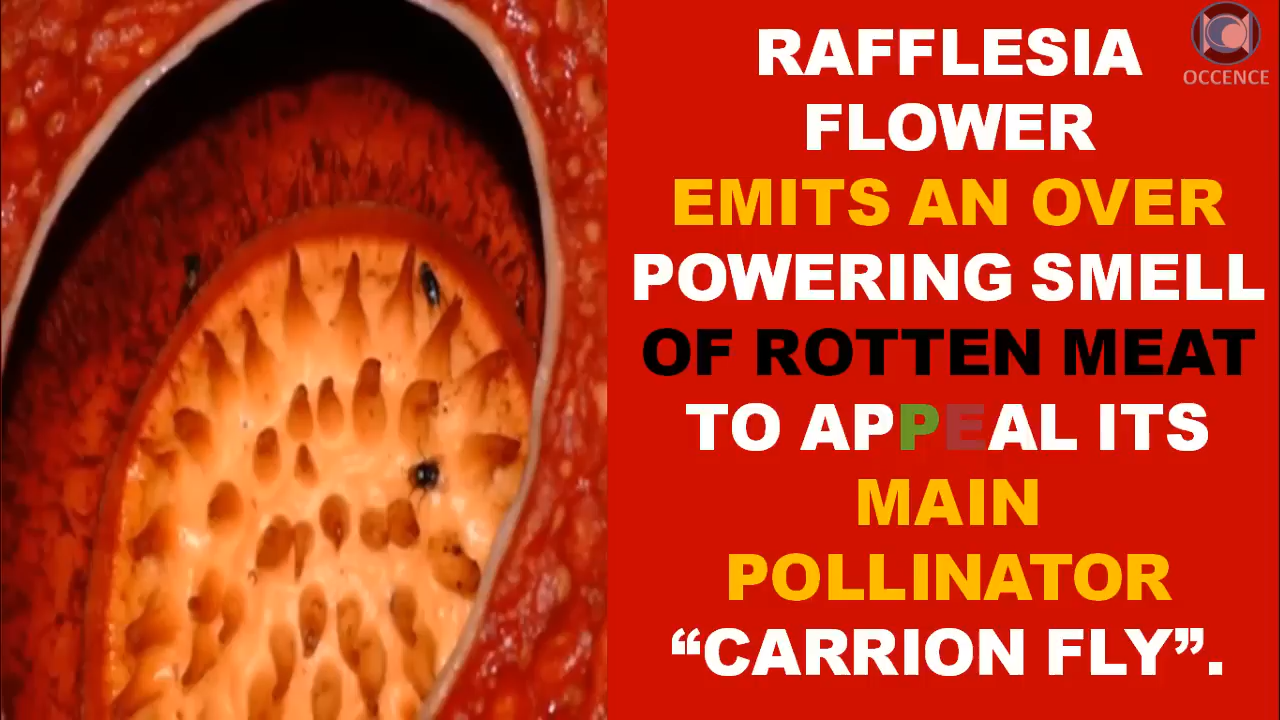 RAFFLESIA
FLOWER
EMITS AN OVER
POWERING SMELL
OF ROTTEN MEAT
TO APPEAL ITS
MAIN
POLLINATOR
“CARRION FLY”.
OCCENCE